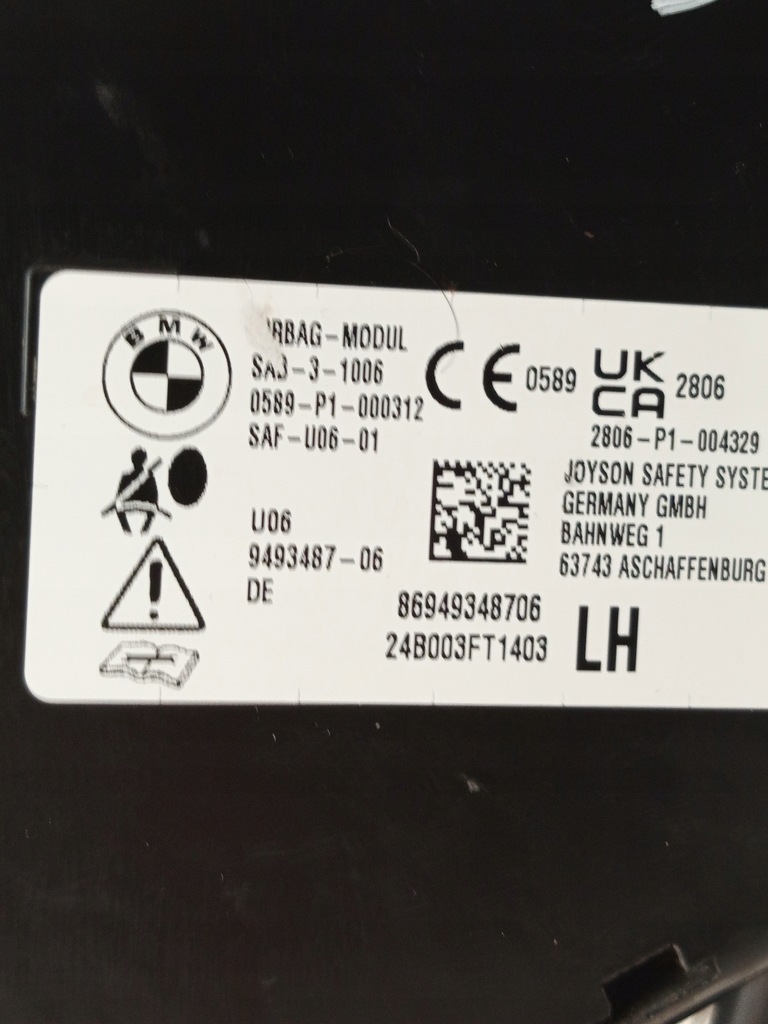 BMW
RBAG-MODUL
SA3-3-1006
0589-P1-000312
SAF-U06-01
U06
9493487-06
DE
CE 0589
UK
CA 2806
2806-P1-004329
JOYSON SAFETY SYSTE
GERMANY GMBH
BAHNWEG 1
63743 ASCHAFFENBURG
86949348706
24B003FT1403
LH